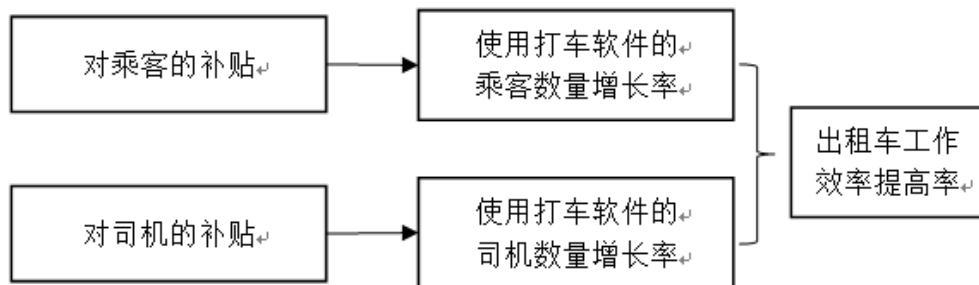 对乘客的补贴
使用打车软件的
乘客数量增长率
出租车工作
效率提高率
对司机的补贴
使用打车软件的
司机数量增长率